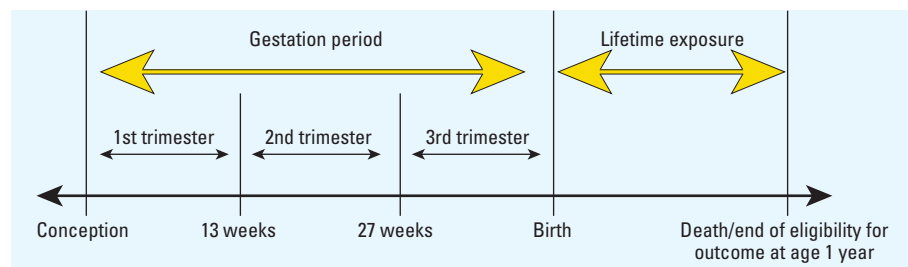 Gestation period
Lifetime exposure
1st trimester
2nd trimester
3rd trimester
Conception
13 weeks
27 weeks
Birth
Death/end of eligibility for
outcome at age 1 year